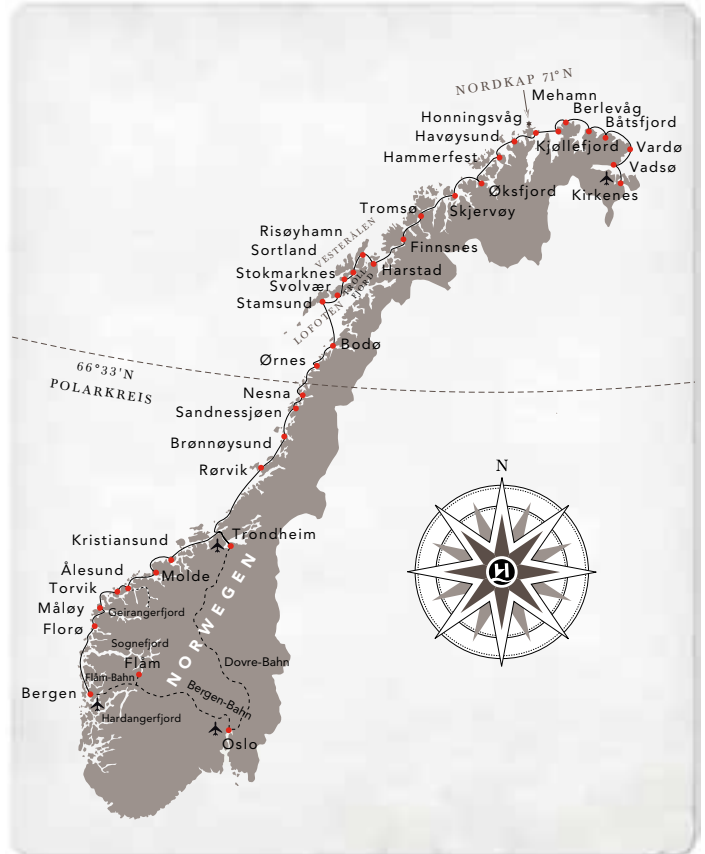 NORDKAP 71° N
Mehamn
Berlevåg
Honningsvåg
Båtsfjord
Havøysund
Kjøllefjord
Vardø
Hammerfest
Vadsø
Øksfjord
Kirkenes
Tromsø
Skjervøy
Risøyhamn
VESTERÅLEN
Finnsnes
Sortland
Harstad
Stokmarknes
TROLL
FJORD
Svolvær
Stamsund
LOFOTEN
Bodø
Ørnes
66°33'N
POLARKREIS
Nesna
Sandnessjøen
Brønnøysund
Rørvik
N
Kristiansund
Trondheim
Ålesund
Molde
Torvik
Måløy
Geirangerfjord
Florø
NORWEGEN
Sognefjord
Flåm
Dovre-Bahn
Flåm-Bahn
Bergen
Bergen-Bahn
Hardangerfjord
Oslo